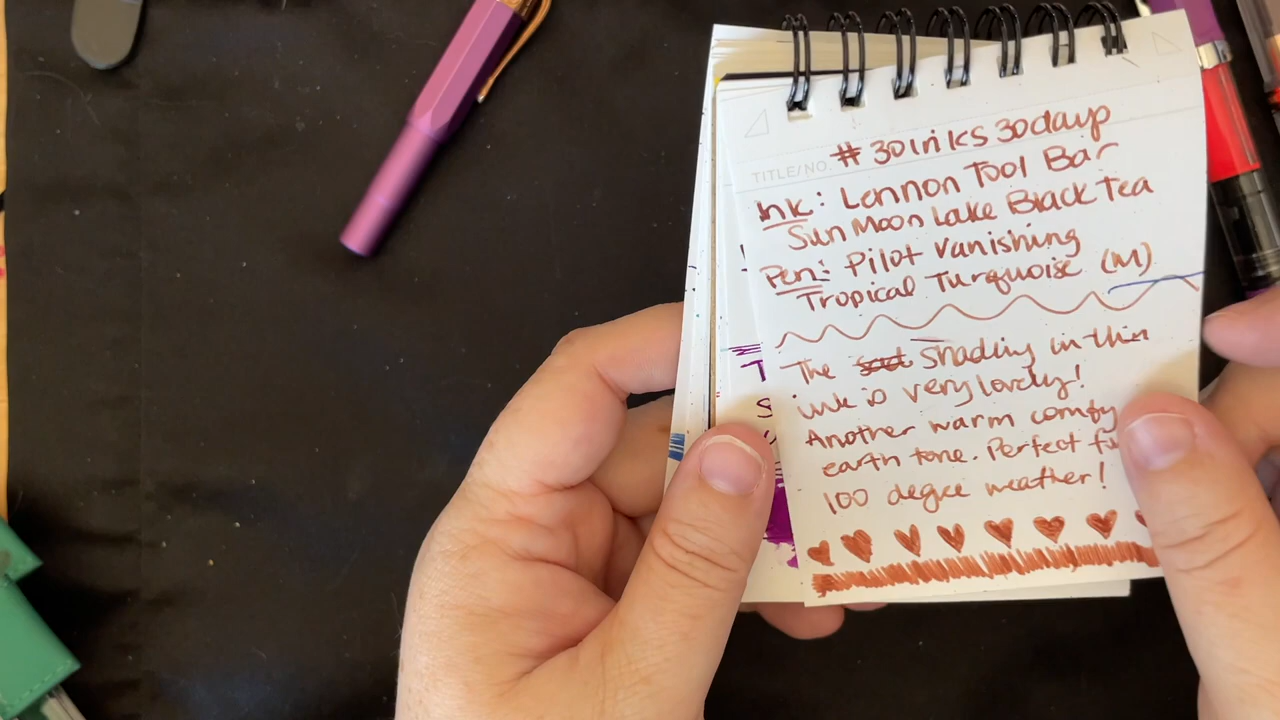 TITLE/NO.
#30inks30days
Ink: Lennon Tool Bar
Sun Moon Lake Black Tea
Pen: Pilot Vanishing
Tropical Turquoise (M)
The shading in this
ink is very lovely!
Another warm comfy
earth tone. Perfect
100 degree weather!